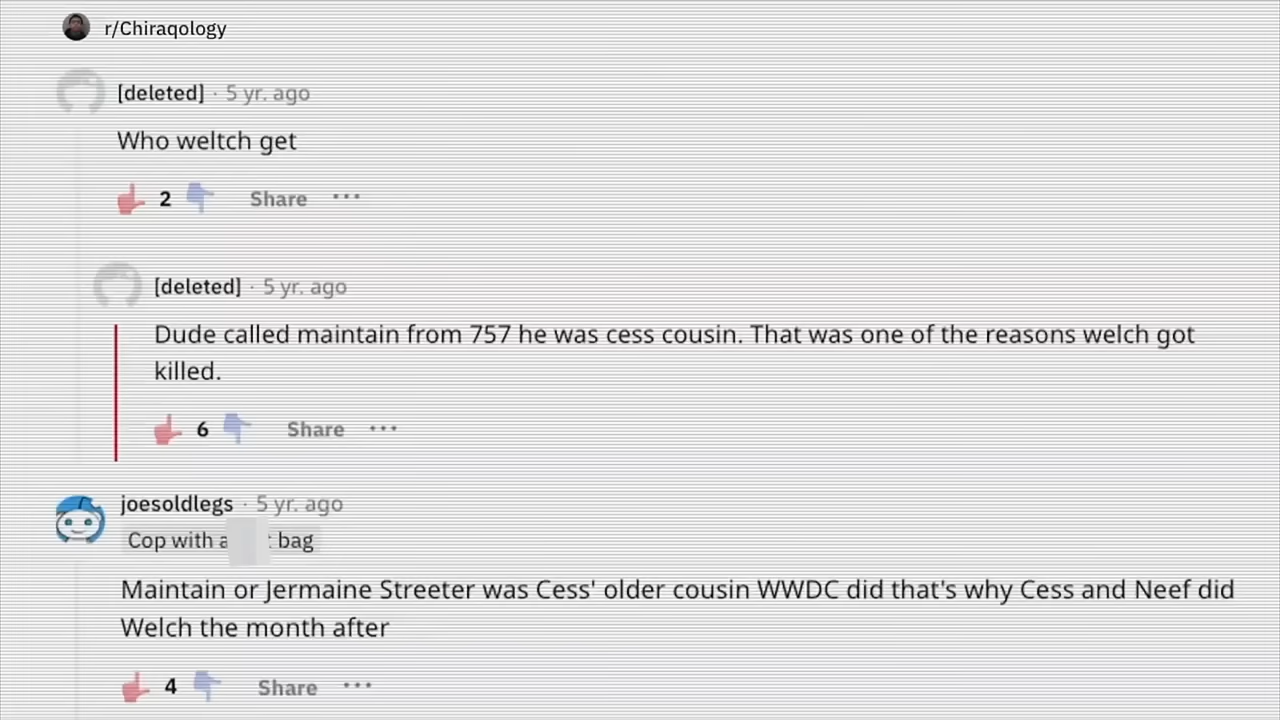 r/Chiraqology
[deleted] · 5 yr. ago
Who weltch get
2 Share ···
[deleted] · 5 yr. ago
Dude called maintain from 757 he was cess cousin. That was one of the reasons welch got
killed.
6 Share ···
joesoldlegs · 5 yr. ago
Cop with a bag
Maintain or Jermaine Streeter was Cess' older cousin WWDC did that's why Cess and Neef did
Welch the month after
4 Share ···